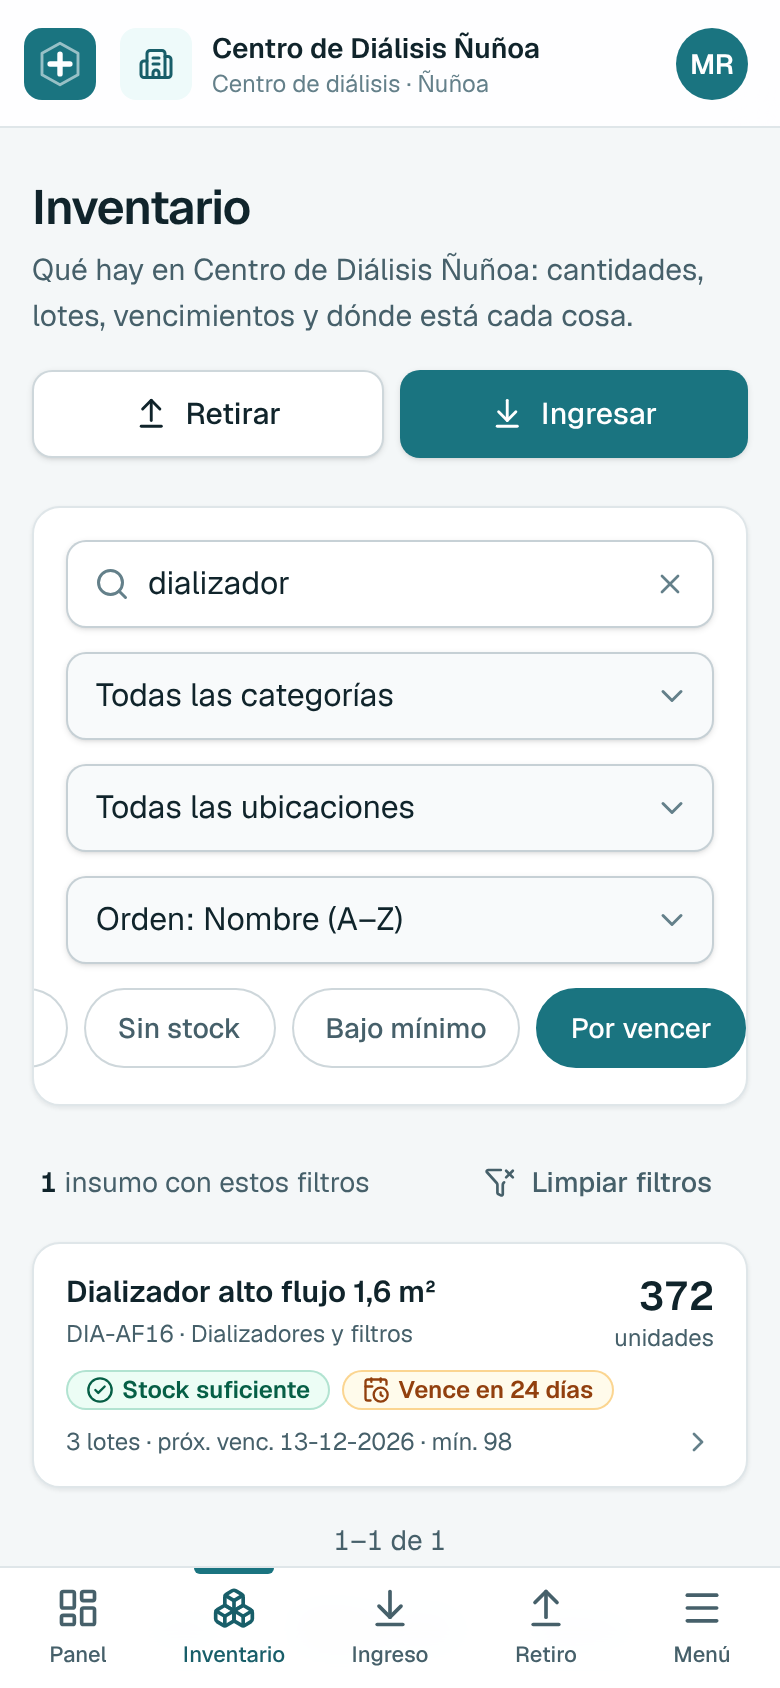 Centro de Diálisis Ñuñoa
Centro de diálisis · Ñuñoa
MR
Inventario
Qué hay en Centro de Diálisis Ñuñoa: cantidades,
lotes, vencimientos y dónde está cada cosa.
Retirar
Ingresar
dializador
Todas las categorías
Todas las ubicaciones
Orden: Nombre (A–Z)
Sin stock
Bajo mínimo
Por vencer
1 insumo con estos filtros
Limpiar filtros
Dializador alto flujo 1,6 m²
372
DIA-AF16 · Dializadores y filtros
unidades
Stock suficiente
Vence en 24 días
3 lotes · próx. venc. 13-12-2026 · mín. 98
1–1 de 1
Panel
Inventario
Ingreso
Retiro
Menú